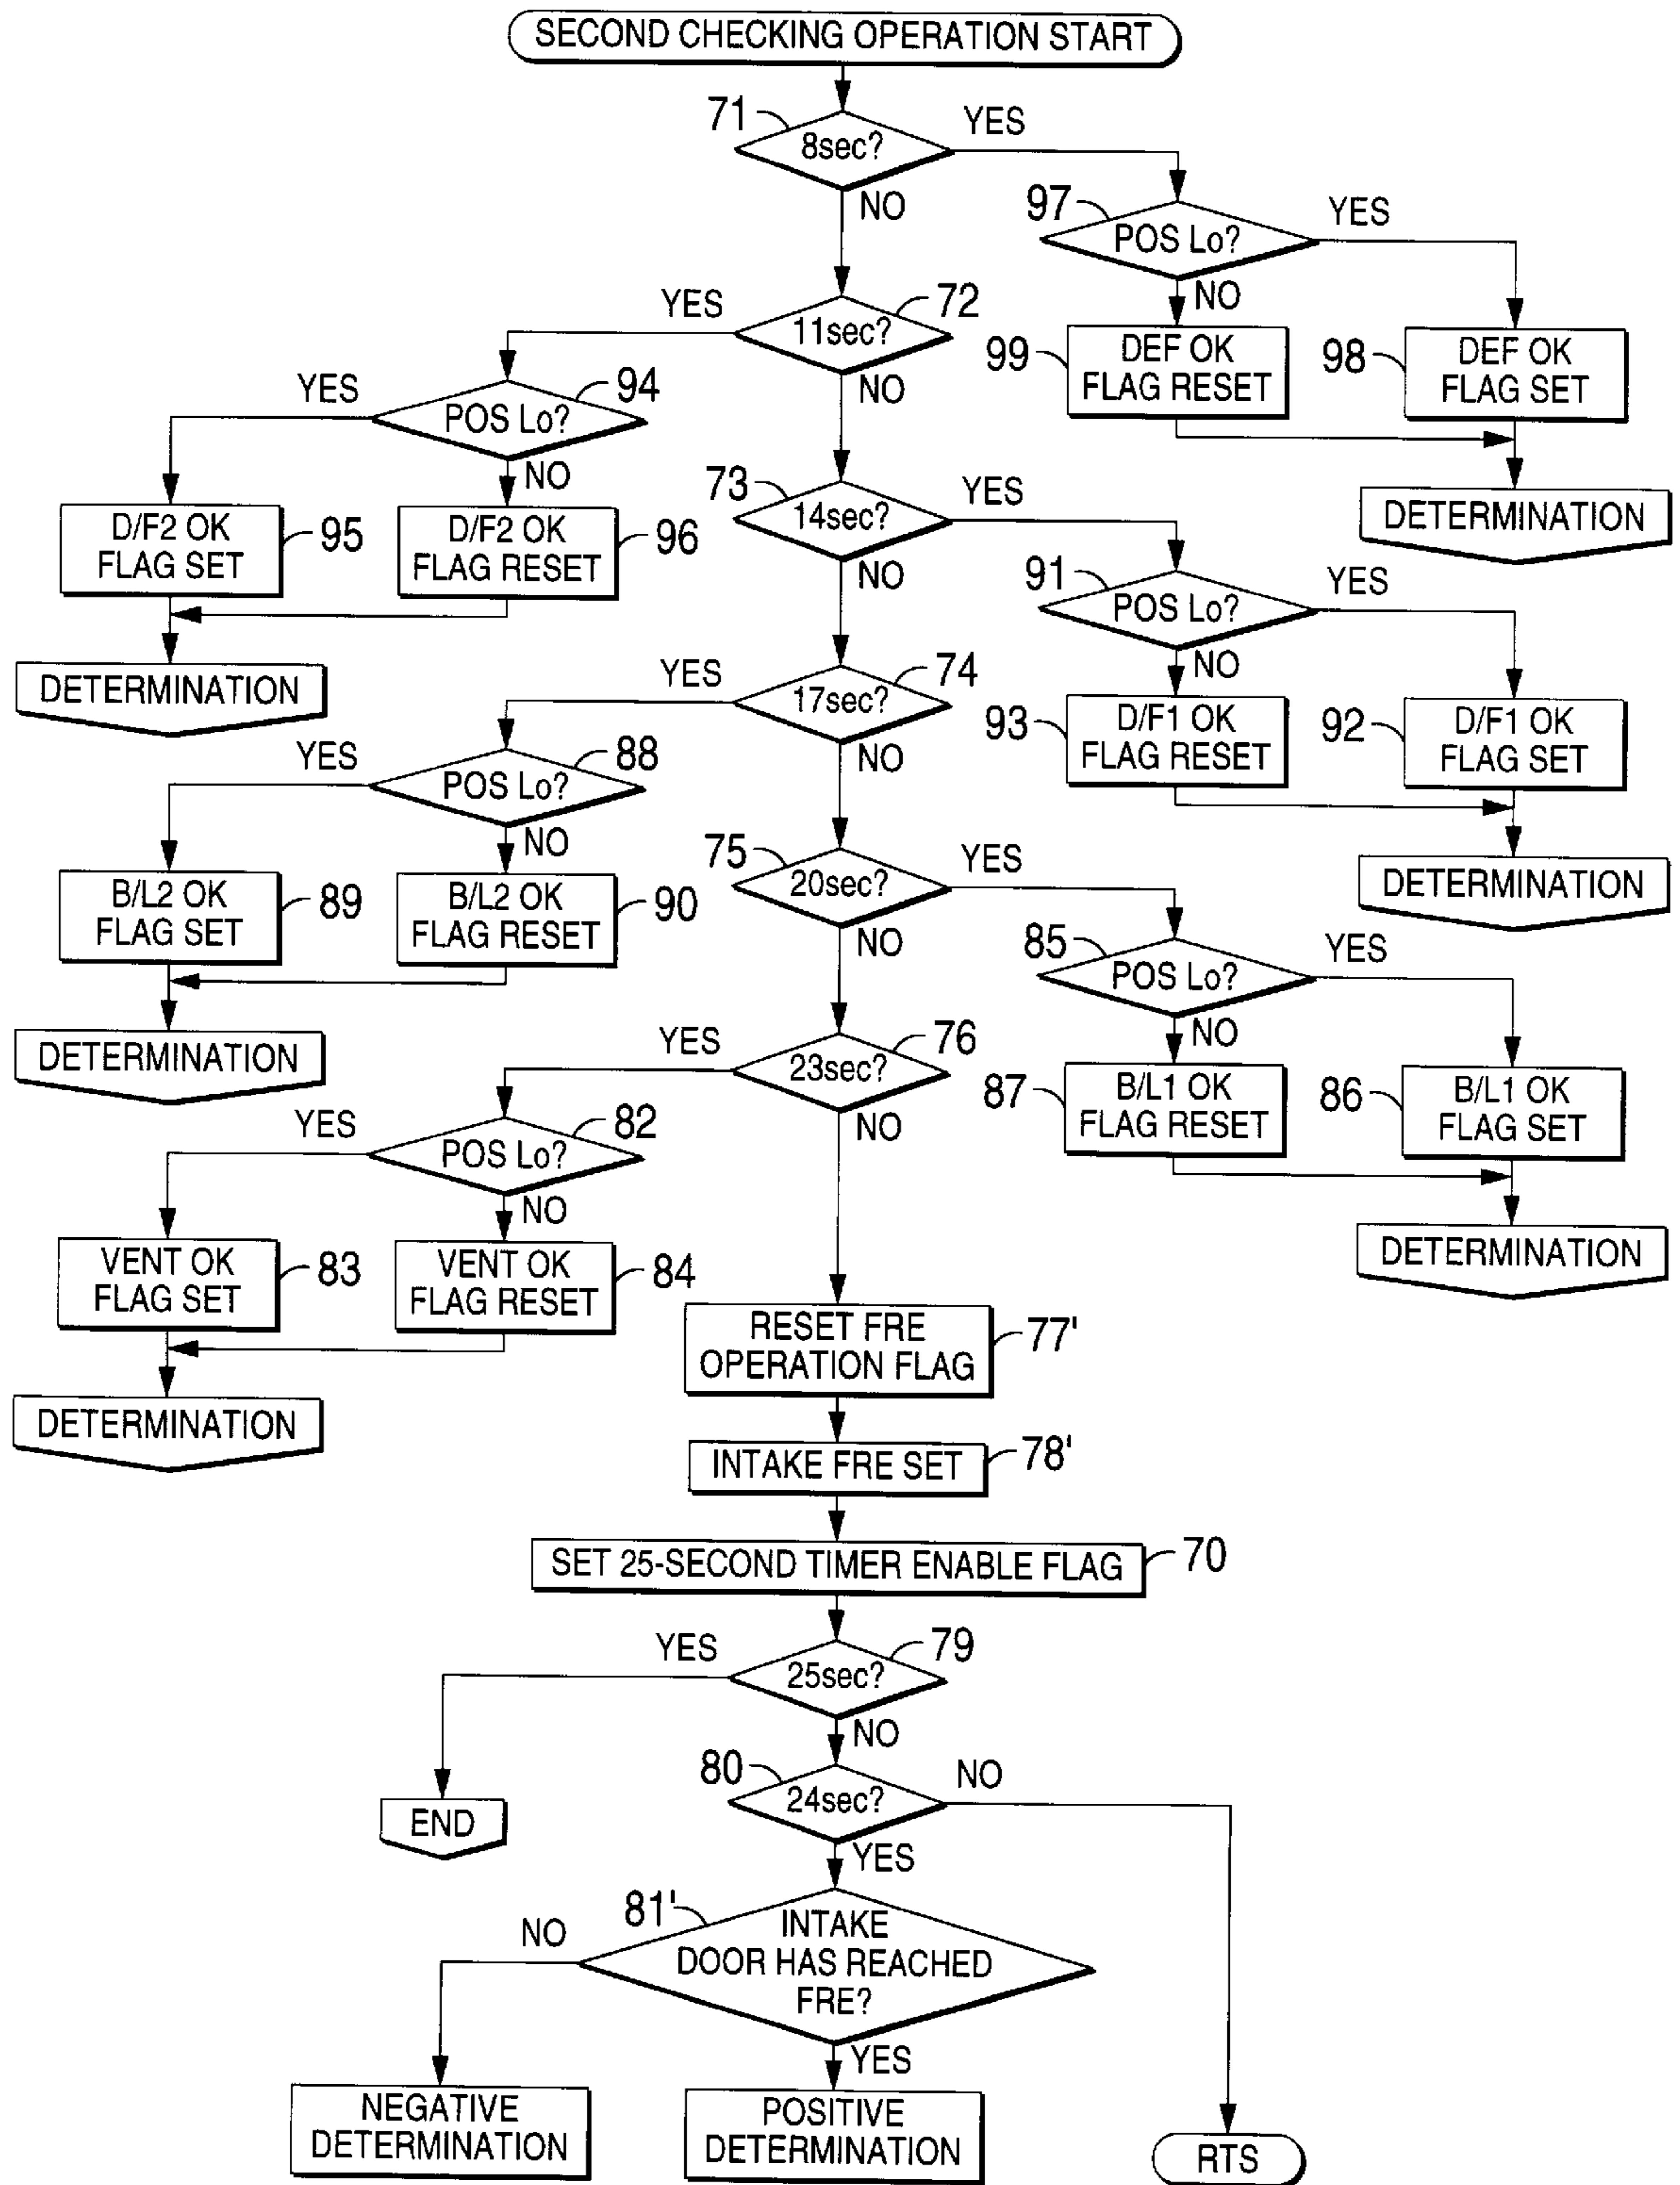 SECOND CHECKING OPERATION START
71
8sec?
YES
NO
97
POS Lo?
YES
NO
99
DEF OK
FLAG RESET
98
DEF OK
FLAG SET
DETERMINATION
72
11sec?
YES
NO
94
POS Lo?
YES
NO
D/F2 OK
FLAG SET
95
D/F2 OK
FLAG RESET
96
DETERMINATION
73
14sec?
YES
NO
91
POS Lo?
YES
NO
93
D/F1 OK
FLAG RESET
92
D/F1 OK
FLAG SET
DETERMINATION
74
17sec?
YES
NO
88
POS Lo?
YES
NO
B/L2 OK
FLAG SET
89
B/L2 OK
FLAG RESET
90
DETERMINATION
75
20sec?
YES
NO
85
POS Lo?
YES
NO
87
B/L1 OK
FLAG RESET
86
B/L1 OK
FLAG SET
DETERMINATION
76
23sec?
YES
NO
82
POS Lo?
YES
NO
VENT OK
FLAG SET
83
VENT OK
FLAG RESET
84
DETERMINATION
RESET FRE
OPERATION FLAG
77'
INTAKE FRE SET
78'
SET 25-SECOND TIMER ENABLE FLAG
70
YES
79
25sec?
NO
END
80
24sec?
NO
YES
81'
INTAKE
DOOR HAS REACHED
FRE?
NO
YES
NEGATIVE
DETERMINATION
POSITIVE
DETERMINATION
RTS